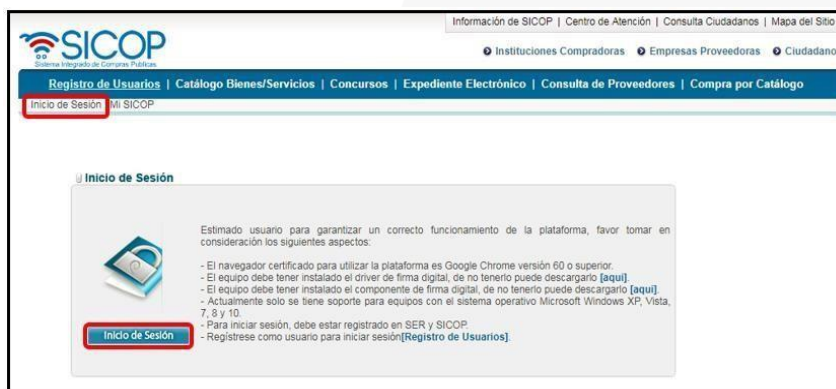 Información de SICOP | Centro de Atención | Consulta Ciudadanos | Mapa del Sitio
SICOP
Sistema Integrado de Compras Públicas
Instituciones Compradoras Empresas Proveedoras Ciudadano
Registro de Usuarios | Catálogo Bienes/Servicios | Concursos | Expediente Electrónico | Consulta de Proveedores | Compra por Catálogo
Inicio de Sesión Mi SICOP
Inicio de Sesión
Estimado usuario para garantizar un correcto funcionamiento de la plataforma, favor tomar en
consideración los siguientes aspectos:
- El navegador certificado para utilizar la plataforma es Google Chrome versión 60 o superior.
- El equipo debe tener instalado el driver de firma digital, de no tenerlo puede descargarlo [aquí].
- El equipo debe tener instalado el componente de firma digital, de no tenerlo puede descargarlo [aquí].
- Actualmente solo se tiene soporte para equipos con el sistema operativo Microsoft Windows XP, Vista,
7, 8 y 10.
- Para iniciar sesión, debe estar registrado en SER y SICOP.
- Regístrese como usuario para iniciar sesión[Registro de Usuarios].
Inicio de Sesión